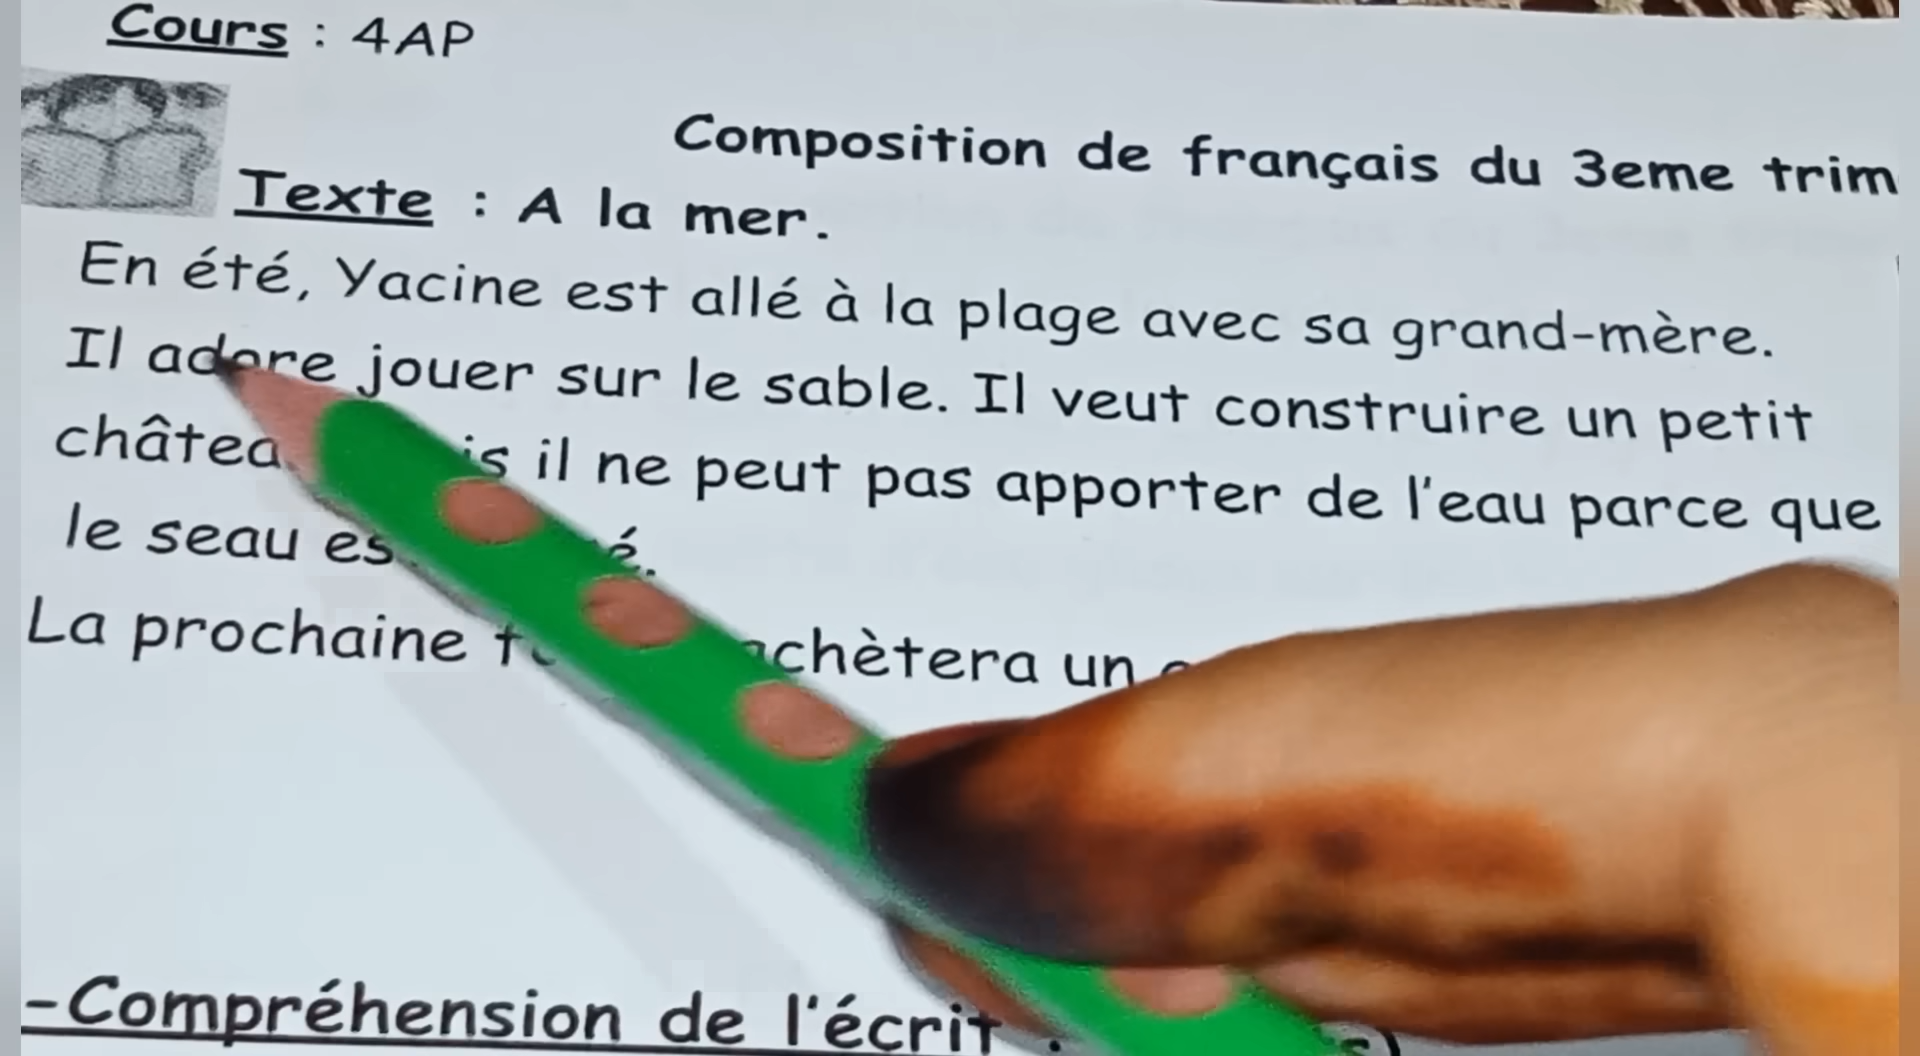 Cours : 4AP
Composition de français du 3eme trim
Texte : A la mer.
En été, Yacine est allé à la plage avec sa grand-mère.
Il adore jouer sur le sable. Il veut construire un petit
il ne peut pas apporter de l'eau parce que
le seau
La prochaine un
-Compréhension de l'écrit :